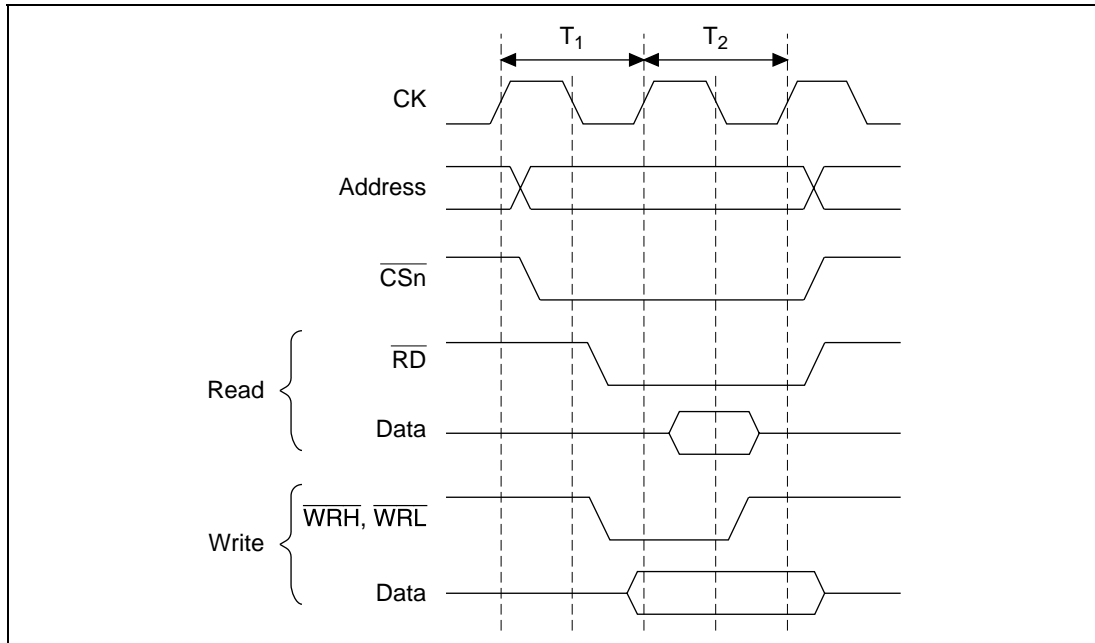 T1 T2
CK
Address
CSn
RD
Read
Data
WRH, WRL
Write
Data